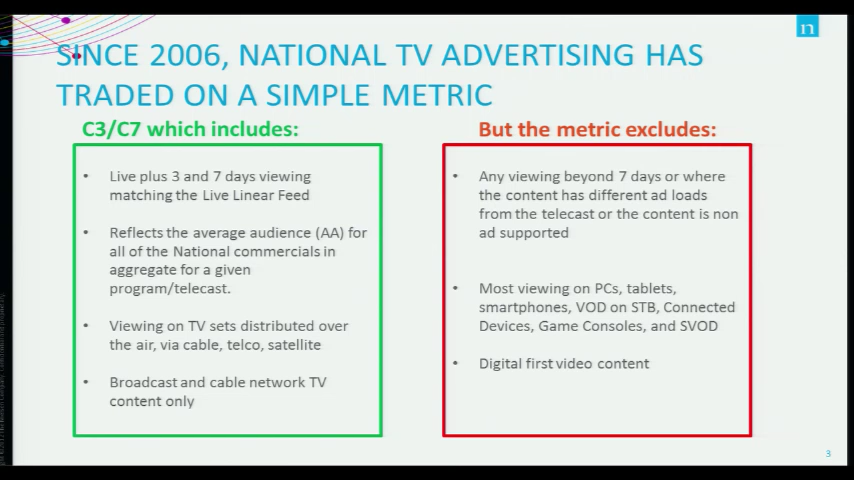 n
SINCE 2006, NATIONAL TV ADVERTISING HAS
TRADED ON A SIMPLE METRIC
C3/C7 which includes:
• Live plus 3 and 7 days viewing
matching the Live Linear Feed
• Reflects the average audience (AA) for
all of the National commercials in
aggregate for a given
program/telecast.
• Viewing on TV sets distributed over
the air, via cable, telco, satellite
• Broadcast and cable network TV
content only
But the metric excludes:
• Any viewing beyond 7 days or where
the content has different ad loads
from the telecast or the content is non
ad supported
• Most viewing on PCs, tablets,
smartphones, VOD on STB, Connected
Devices, Game Consoles, and SVOD
• Digital first video content
3